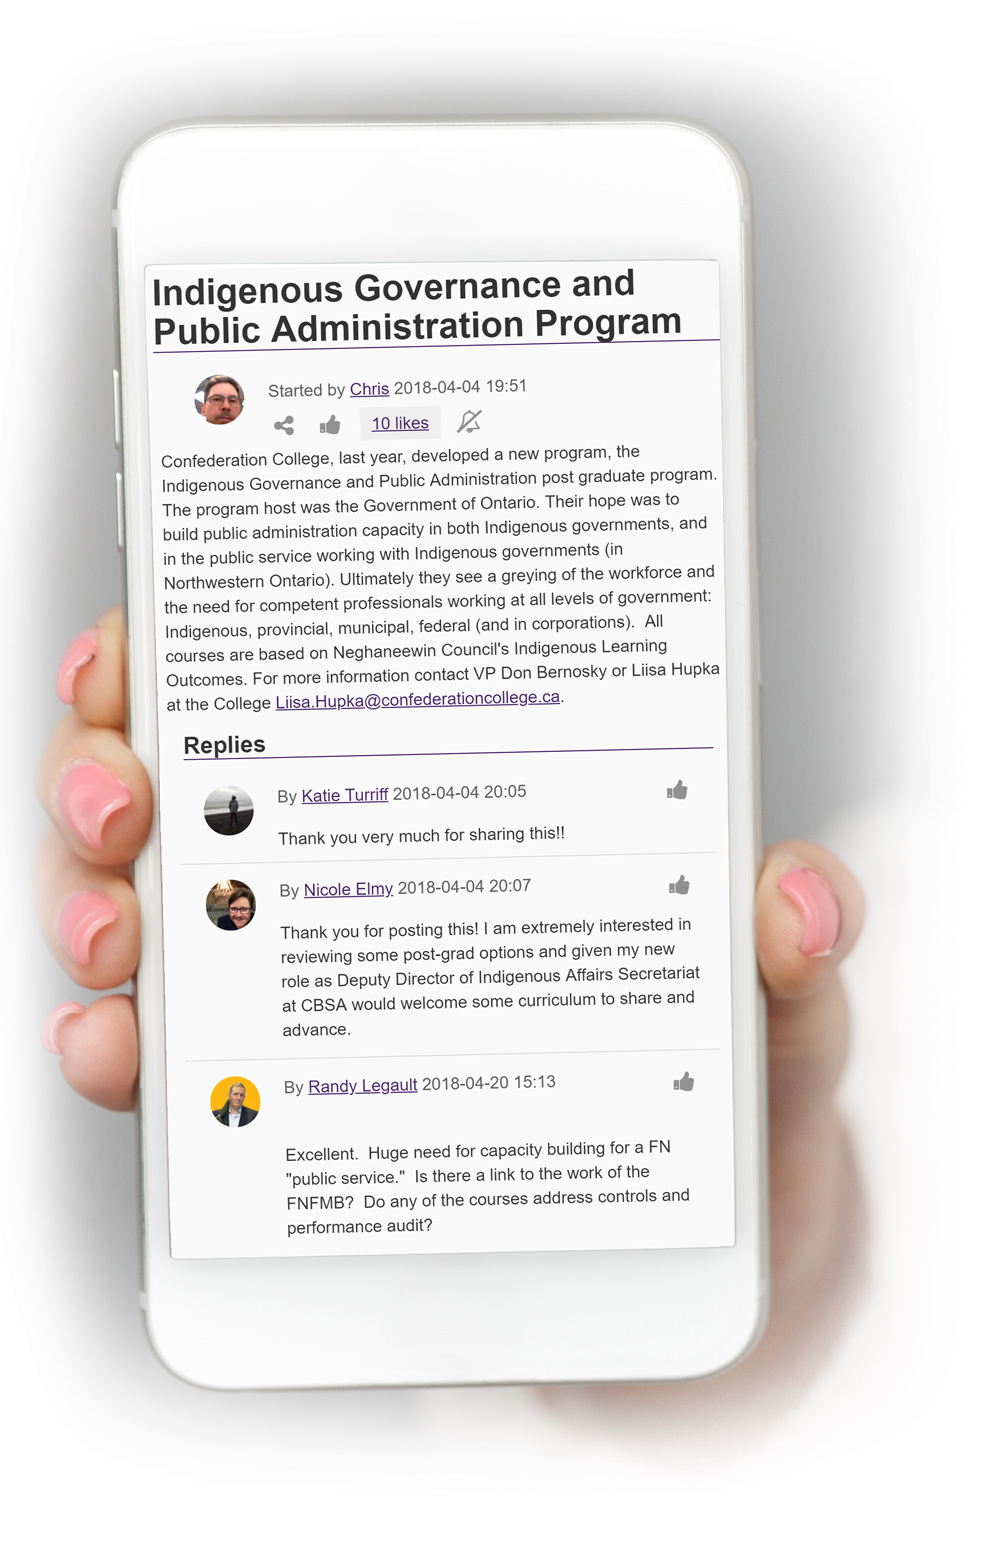 Indigenous Governance and
Public Administration Program
Started by Chris 2018-04-04 19:51
10 likes
Confederation College, last year, developed a new program, the
Indigenous Governance and Public Administration post graduate program.
The program host was the Government of Ontario. Their hope was to
build public administration capacity in both Indigenous governments, and
in the public service working with Indigenous governments (in
Northwestern Ontario). Ultimately they see a greying of the workforce and
the need for competent professionals working at all levels of government:
Indigenous, provincial, municipal, federal (and in corporations).  All
courses are based on Neghaneewin Council's Indigenous Learning
Outcomes. For more information contact VP Don Bernosky or Liisa Hupka
at the College Liisa.Hupka@confederationcollege.ca.
Replies
By Katie Turriff 2018-04-04 20:05
Thank you very much for sharing this!!
By Nicole Elmy 2018-04-04 20:07
Thank you for posting this! I am extremely interested in
reviewing some post-grad options and given my new
role as Deputy Director of Indigenous Affairs Secretariat
at CBSA would welcome some curriculum to share and
advance.
By Randy Legault 2018-04-20 15:13
Excellent.  Huge need for capacity building for a FN
"public service."  Is there a link to the work of the
FNFMB?  Do any of the courses address controls and
performance audit?